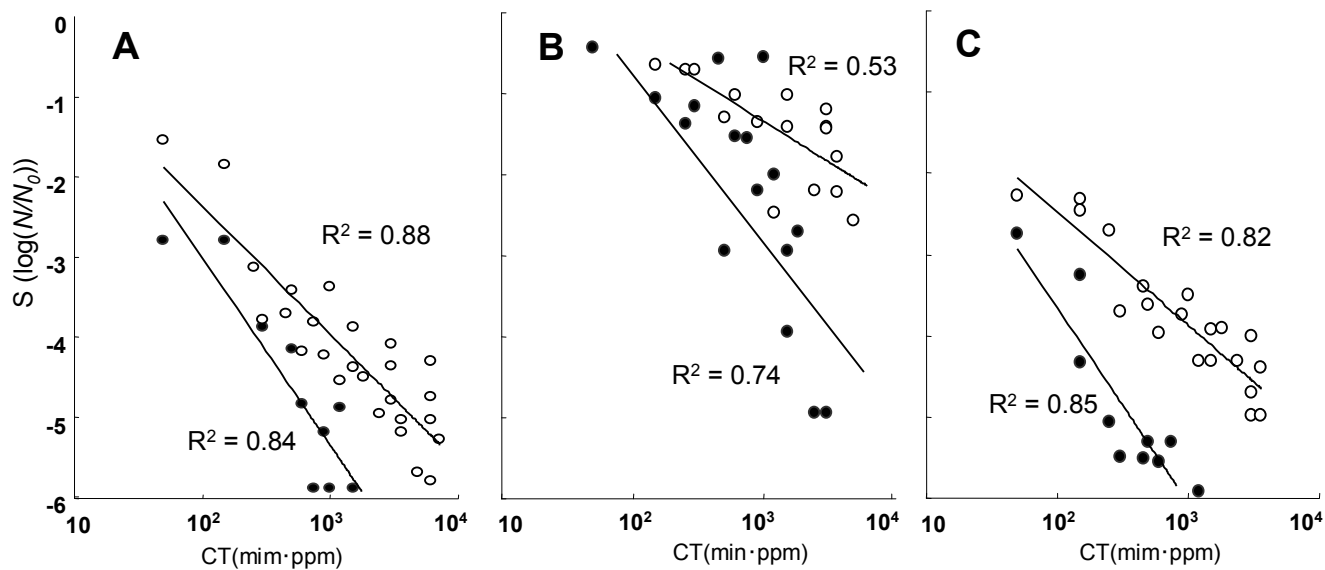 A
B
C
0
-1
-2
-3
-4
-5
-6
S (log(N/N₀))
R² = 0.88
R² = 0.84
R² = 0.53
R² = 0.74
R² = 0.82
R² = 0.85
10 10² 10³ 10⁴
10 10² 10³ 10⁴
10 10² 10³ 10⁴
CT(mim·ppm)
CT(min·ppm)
CT(mim·ppm)